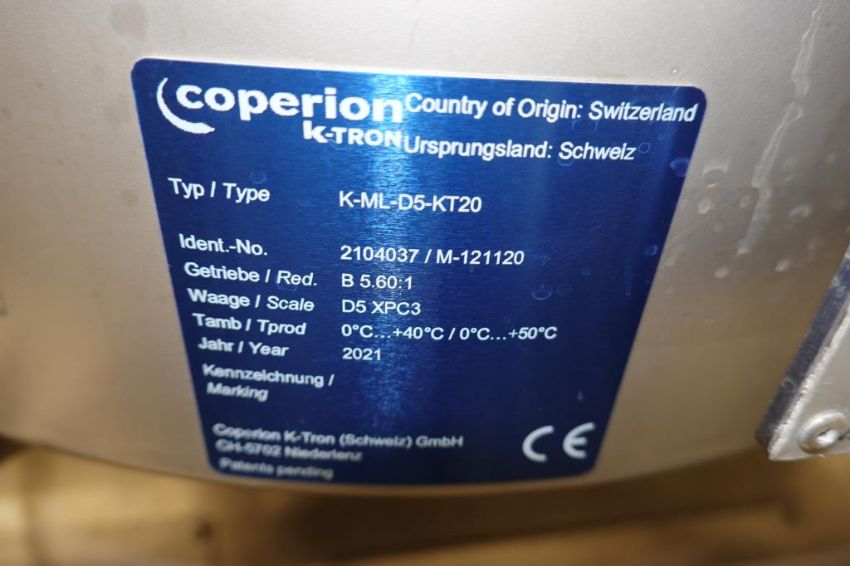 coperion
K-TRON
Country of Origin: Switzerland
Ursprungsland: Schweiz
Typ / Type K-ML-D5-KT20
Ident.-No. 2104037 / M-121120
Getriebe / Red. B 5.60:1
Waage / Scale D5 XPC3
Tamb / Tprod 0°C...+40°C / 0°C...+50°C
Jahr / Year 2021
Kennzeichnung /
Marking
Coperion K-Tron (Schweiz) GmbH
CH-5702 Niederlenz
Patents pending
CE